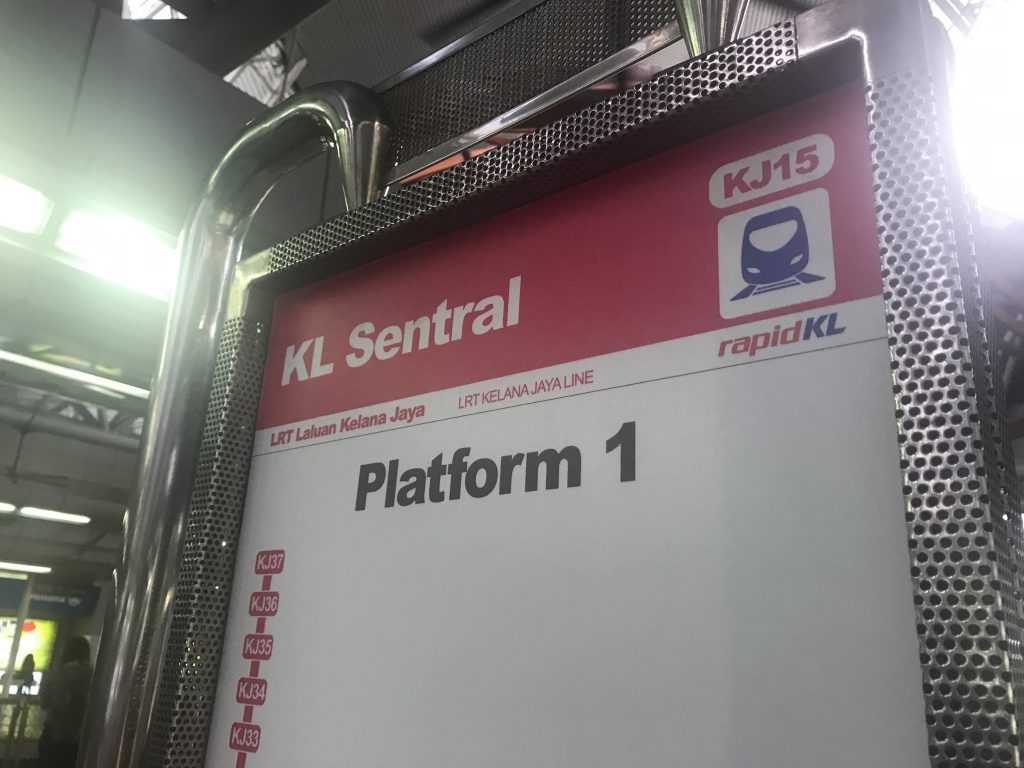 KJ15
KL Sentral
rapidKL
LRT Laluan Kelana Jaya LRT KELANA JAYA LINE
Platform 1
KJ37
KJ36
KJ35
KJ34
KJ33